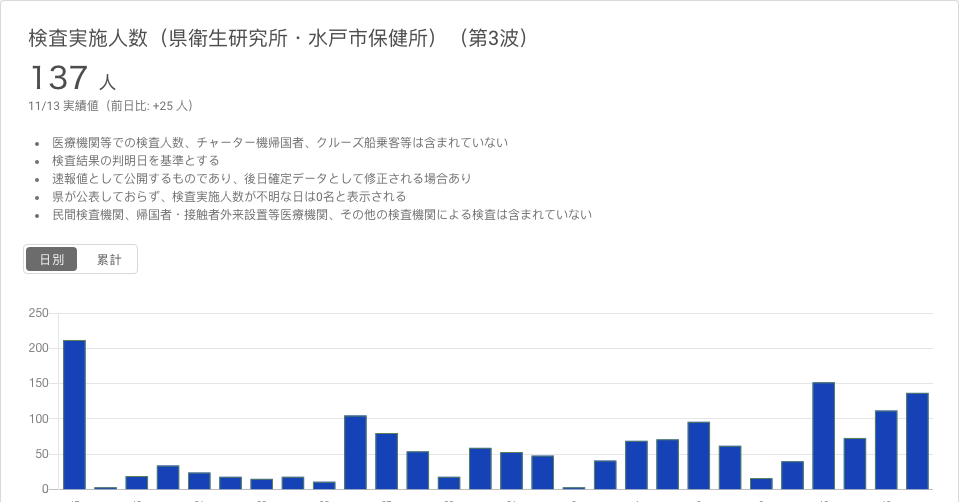 検査実施人数（県衛生研究所・水戸市保健所）（第3波）
137 人
11/13 実績値（前日比: +25 人）
• 医療機関等での検査人数、チャーター機帰国者、クルーズ船乗客等は含まれていない
• 検査結果の判明日を基準とする
• 速報値として公開するものであり、後日確定データとして修正される場合あり
• 県が公表しておらず、検査実施人数が不明な日は0名と表示される
• 民間検査機関、帰国者・接触者外来設置等医療機関、その他の検査機関による検査は含まれていない
日別 累計
250
200
150
100
50
0